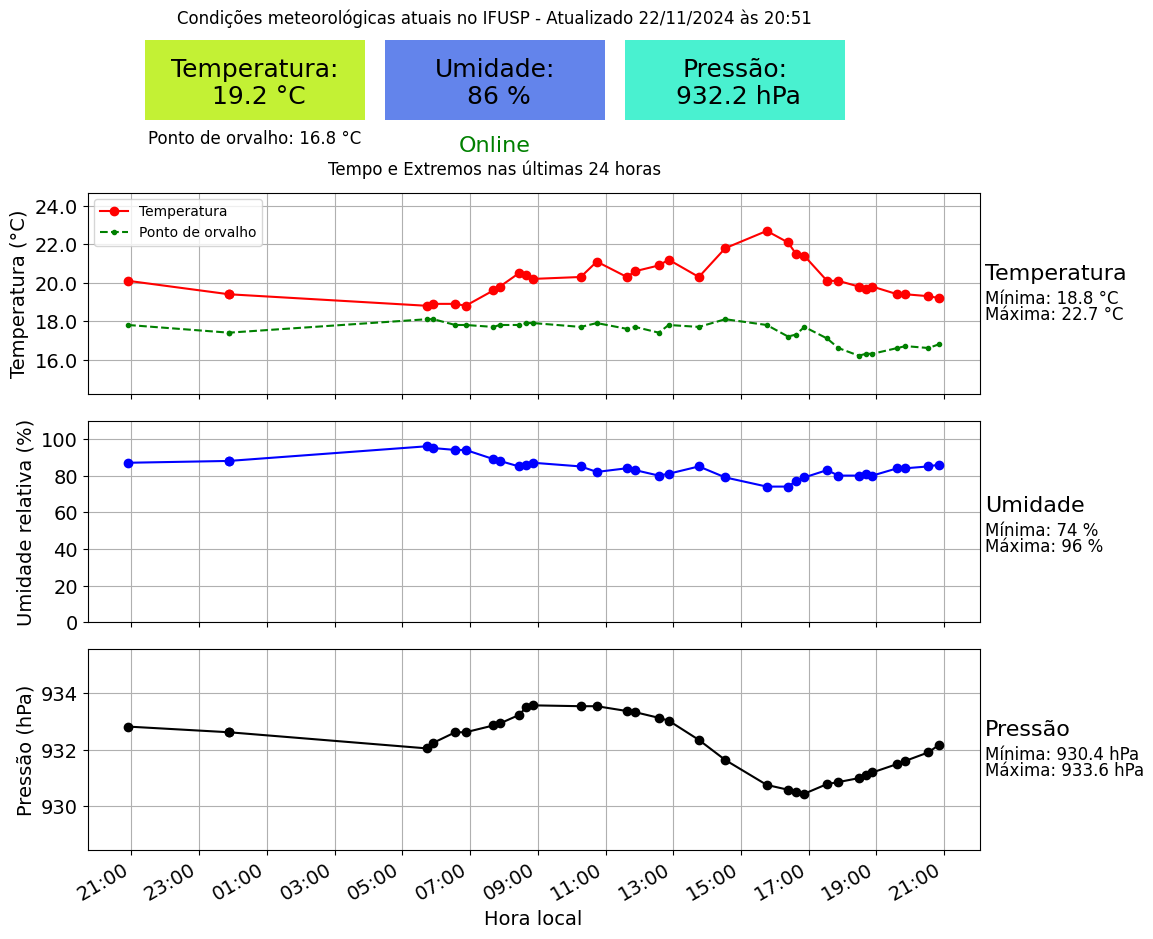 Condições meteorológicas atuais no IFUSP - Atualizado 22/11/2024 às 20:51
Temperatura:
19.2 °C
Umidade:
86 %
Pressão:
932.2 hPa
Ponto de orvalho: 16.8 °C
Online
Tempo e Extremos nas últimas 24 horas
Temperatura (°C)
24.0
22.0
20.0
18.0
16.0
Temperatura
Ponto de orvalho
Temperatura
Mínima: 18.8 °C
Máxima: 22.7 °C
Umidade relativa (%)
100
80
60
40
20
0
Umidade
Mínima: 74 %
Máxima: 96 %
Pressão (hPa)
934
932
930
Pressão
Mínima: 930.4 hPa
Máxima: 933.6 hPa
21:00
23:00
01:00
03:00
05:00
07:00
09:00
11:00
13:00
15:00
17:00
19:00
21:00
Hora local